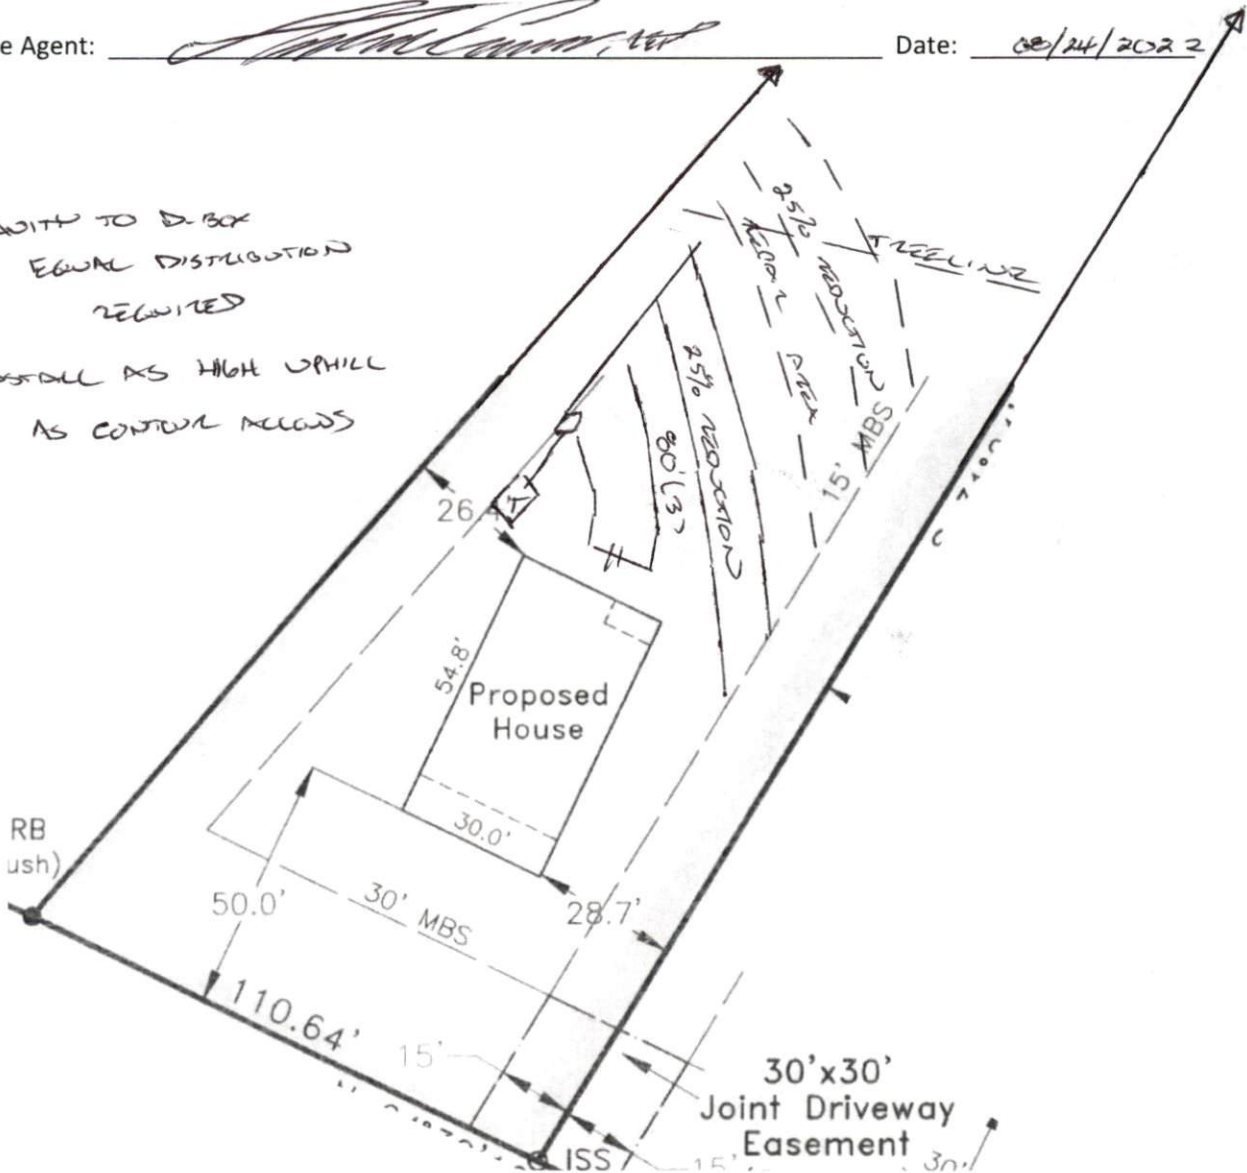 e Agent:
Date: 08/24/2022
TO D-BOX
EQUAL DISTRIBUTION
REQUIRED
AS HIGH UPHILL
AS CONTOUR ALLOWS
25% REDUCTION
REPAIR AREA
TREELINE
25% REDUCTION
80'(3)
15' MBS
26.4
54.8'
Proposed
House
30.0'
RB
ush)
50.0'
30' MBS
28.7'
110.64'
15'
30'x30'
Joint Driveway
Easement
ISS
15'
30'